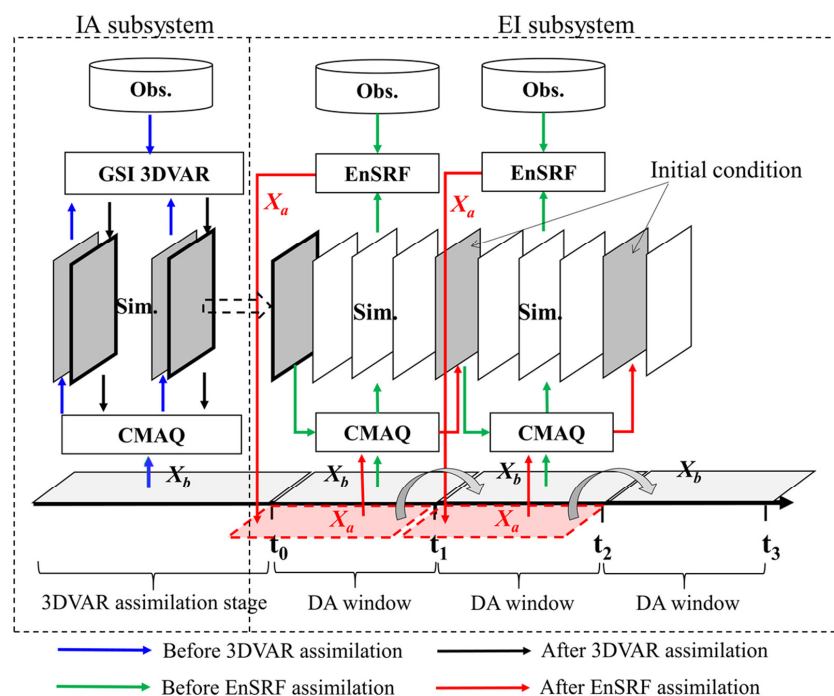 IA subsystem
EI subsystem
Obs.
Obs.
Obs.
GSI 3DVAR
EnSRF
EnSRF
Initial condition
Xa
Xa
Sim.
Sim.
Sim.
CMAQ
CMAQ
CMAQ
Xb
Xb
Xb
Xb
Xa
Xa
t0
t1
t2
t3
3DVAR assimilation stage
DA window
DA window
DA window
Before 3DVAR assimilation
After 3DVAR assimilation
Before EnSRF assimilation
After EnSRF assimilation